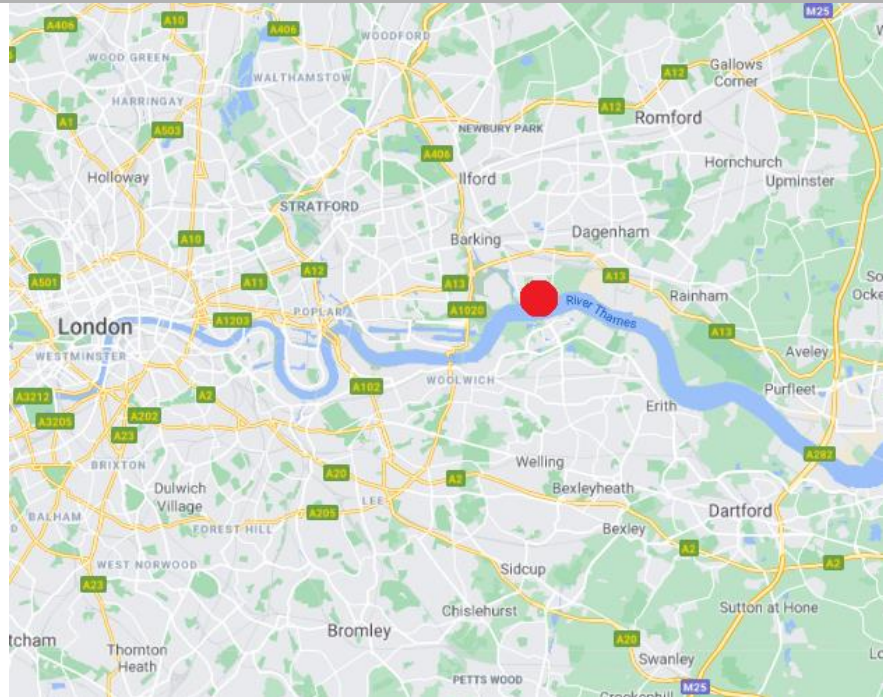 M25
A406
A10
A406
WOODFORD
WOOD GREEN
WALTHAMSTOW
Gallows
Corner
A12
HARRINGAY
A12
Romford
A1
A503
NEWBURY PARK
A406
Hornchurch
Holloway
Ilford
Upminster
STRATFORD
A10
Barking
Dagenham
A501
A11
A12
A13
A13
So
Ocke
Rainham
A1020
River Thames
London
A1203
POPLAR
A13
WESTMINSTER
Aveley
A102
WOOLWICH
A3212
A2
Purfleet
A3205
A202
Erith
A23
A282
BRIXTON
Welling
A20
A2
Dulwich
Village
Bexleyheath
LEE
A205
Dartford
BALHAM
FOREST HILL
Bexley
A2
A2
WEST NORWOOD
Sidcup
A23
Chislehurst
Sutton at Hone
tcham
Bromley
A20
Thornton
Heath
Swanley
PETTS WOOD
M25